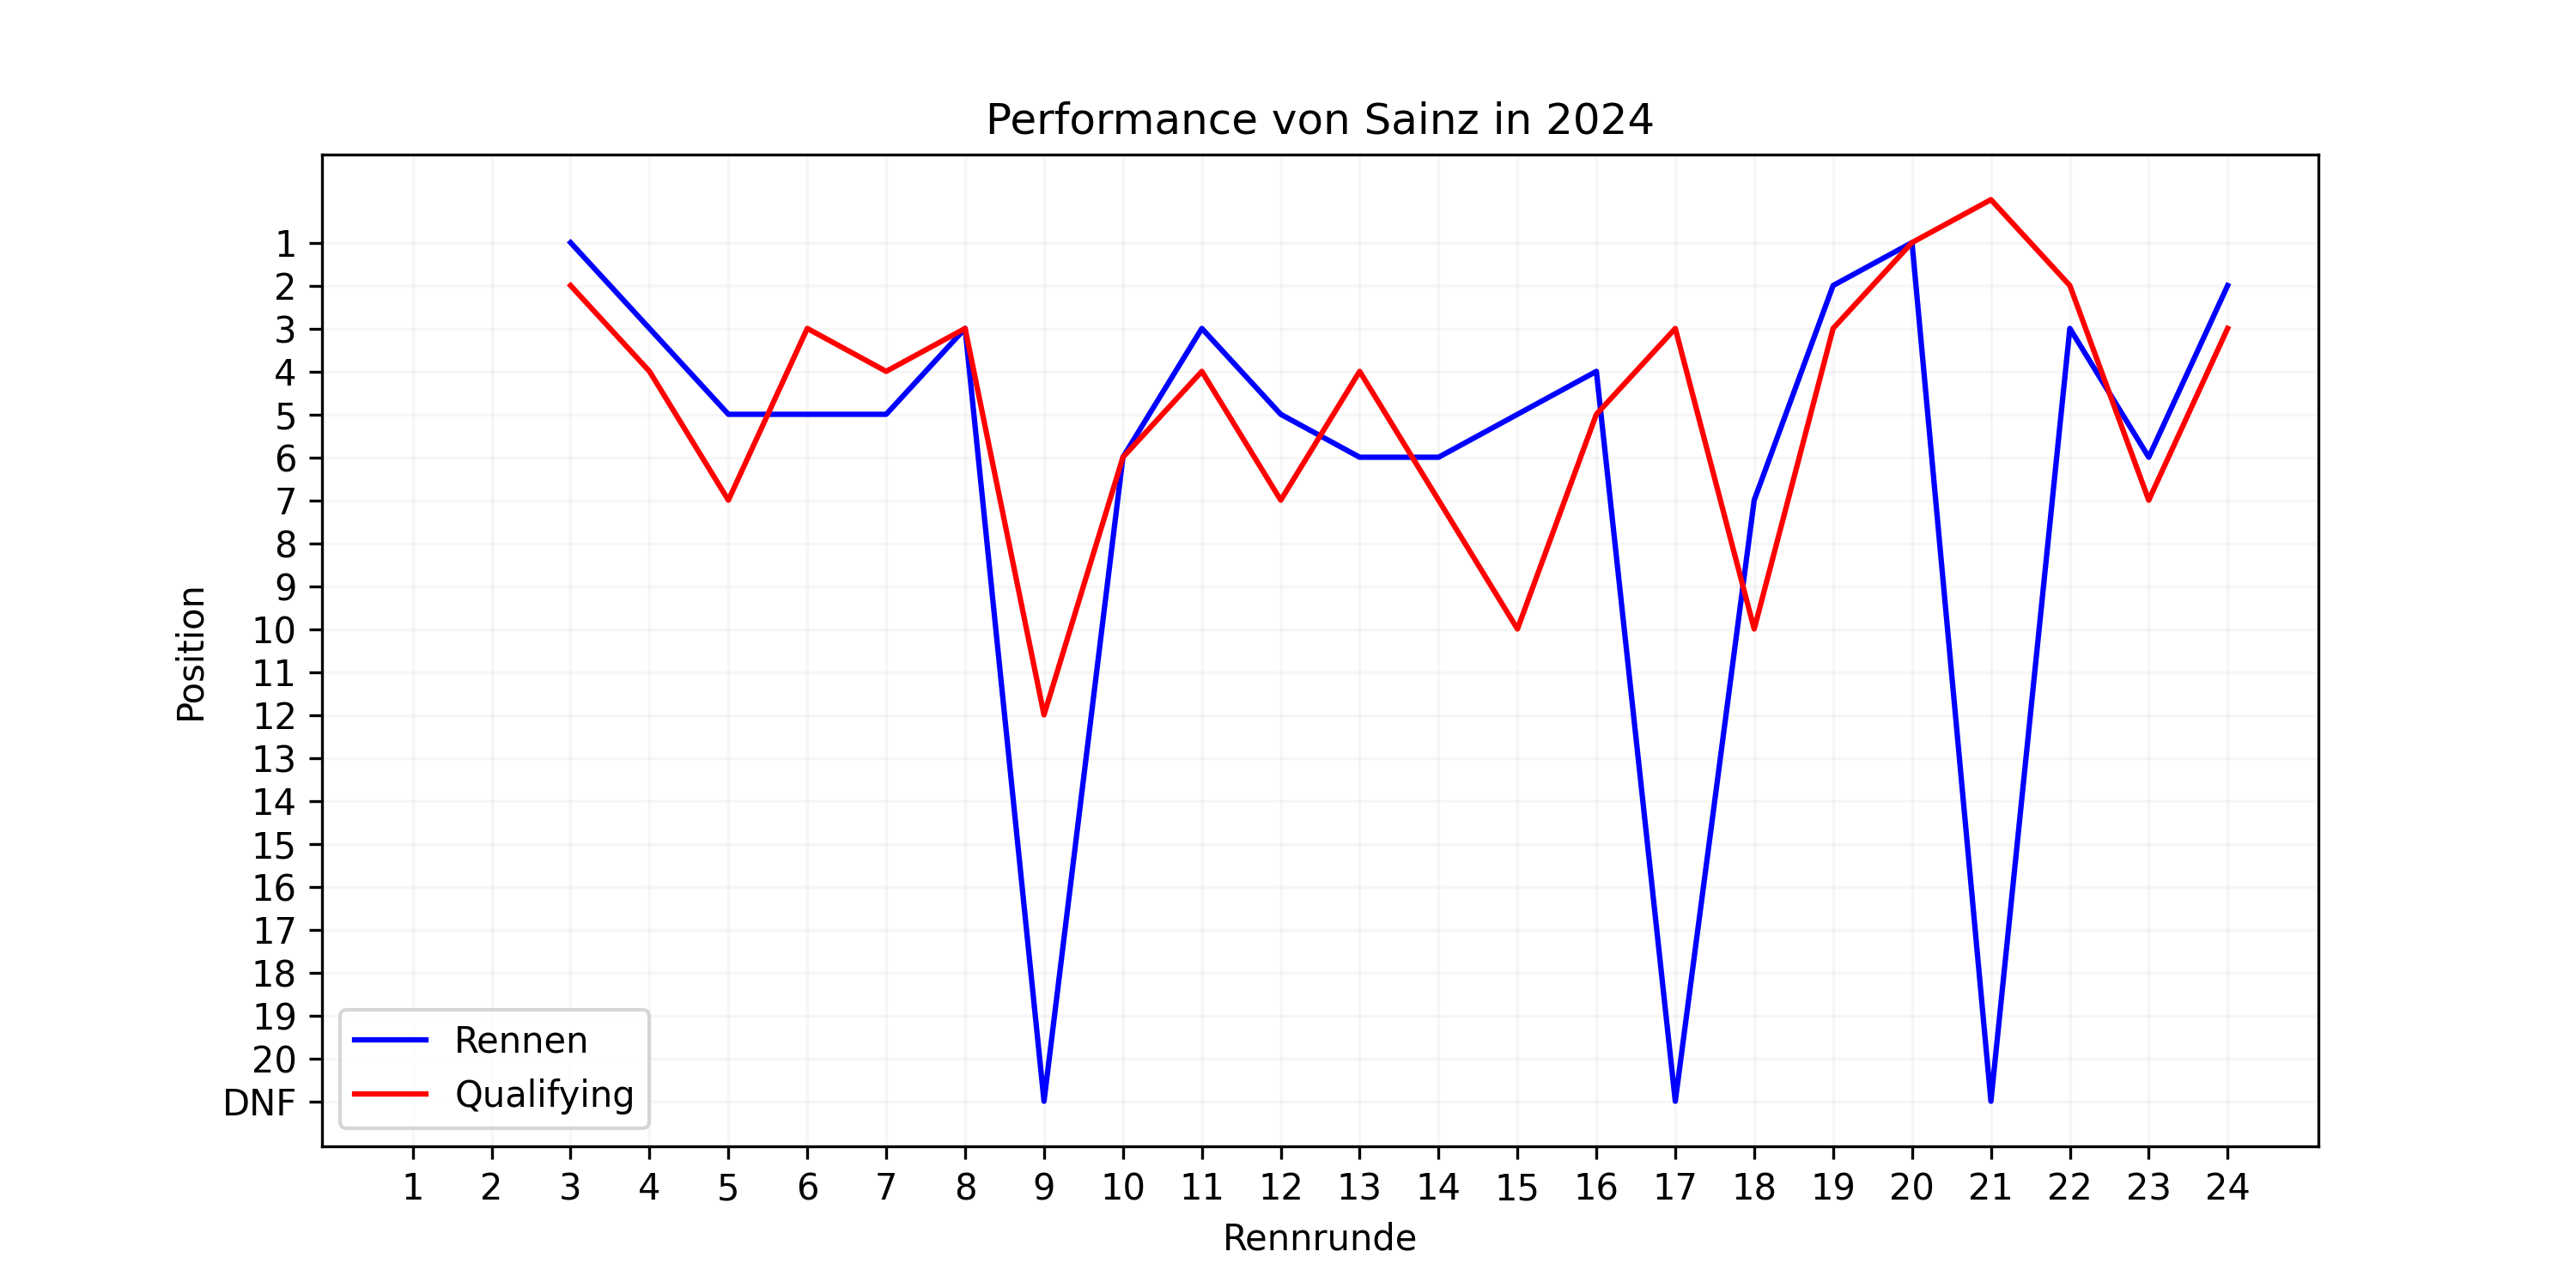 Performance von Sainz in 2024
Position
1
2
3
4
5
6
7
8
9
10
11
12
13
14
15
16
17
18
19
20
DNF
Rennen
Qualifying
1 2 3 4 5 6 7 8 9 10 11 12 13 14 15 16 17 18 19 20 21 22 23 24
Rennrunde